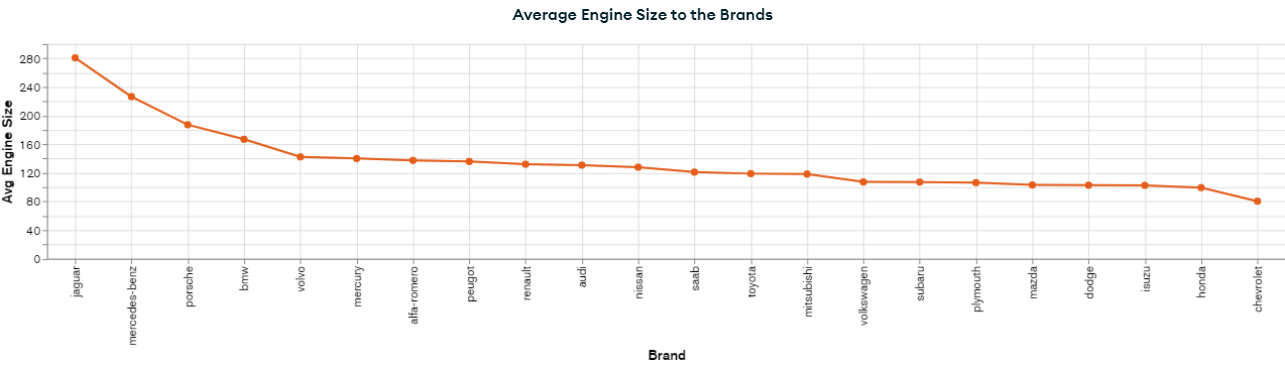 Average Engine Size to the Brands
Avg Engine Size
280
240
200
160
120
80
40
0
jaguar
mercedes-benz
porsche
bmw
volvo
mercury
alfa-romero
peugot
renault
audi
nissan
saab
toyota
mitsubishi
volkswagen
subaru
plymouth
mazda
dodge
isuzu
honda
chevrolet
Brand